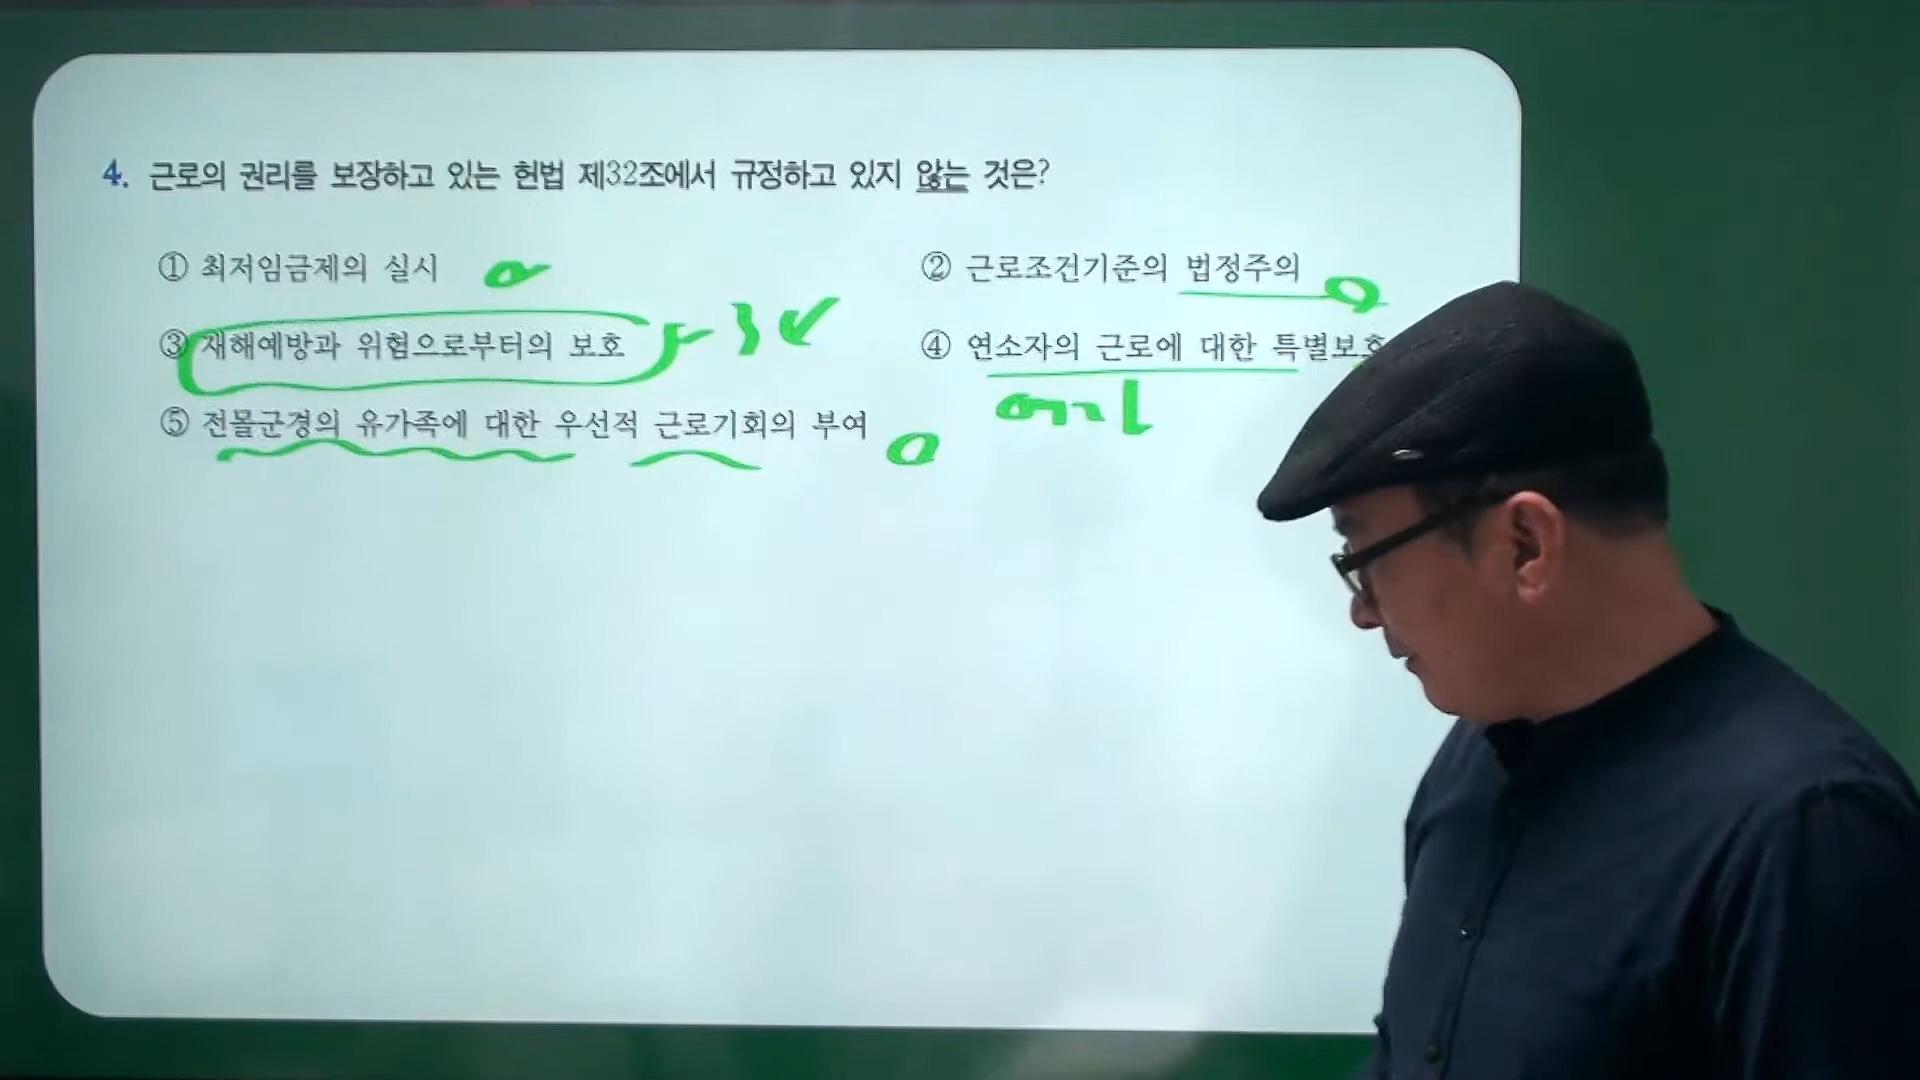 4. 근로의 권리를 보장하고 있는 헌법 제32조에서 규정하고 있지 않는 것은?
① 최저임금제의 실시
② 근로조건기준의 법정주의
③ 재해예방과 위험으로부터의 보호
④ 연소자의 근로에 대한 특별보호
⑤ 전몰군경의 유가족에 대한 우선적 근로기회의 부여